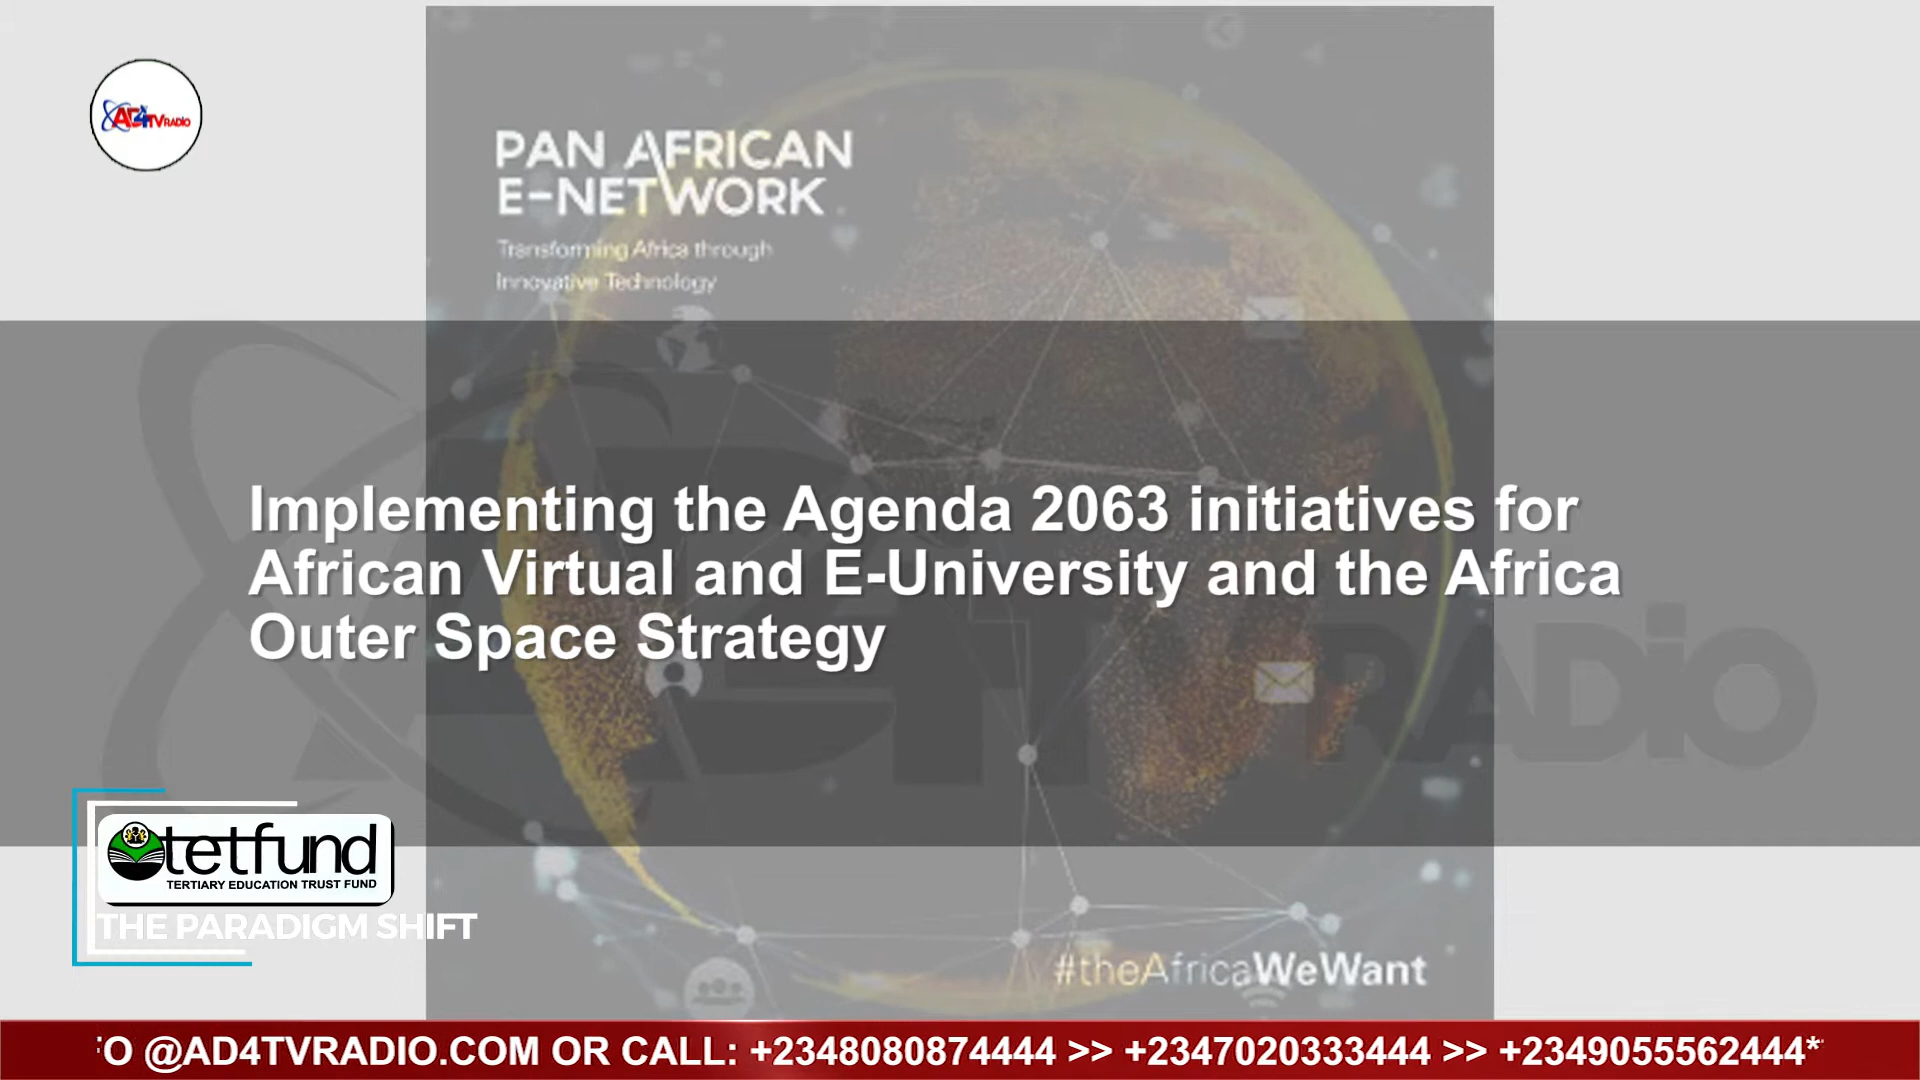 AD4TVRADIO
PAN AFRICAN
E-NETWORK
Transforming Africa through
Innovative Technology
Implementing the Agenda 2063 initiatives for
African Virtual and E-University and the Africa
Outer Space Strategy
RADiO
tetfund
TERTIARY EDUCATION TRUST FUND
THE PARADIGM SHIFT
#theAfricaWeWant
O @AD4TVRADIO.COM OR CALL: +2348080874444 >> +2347020333444 >> +2349055562444*